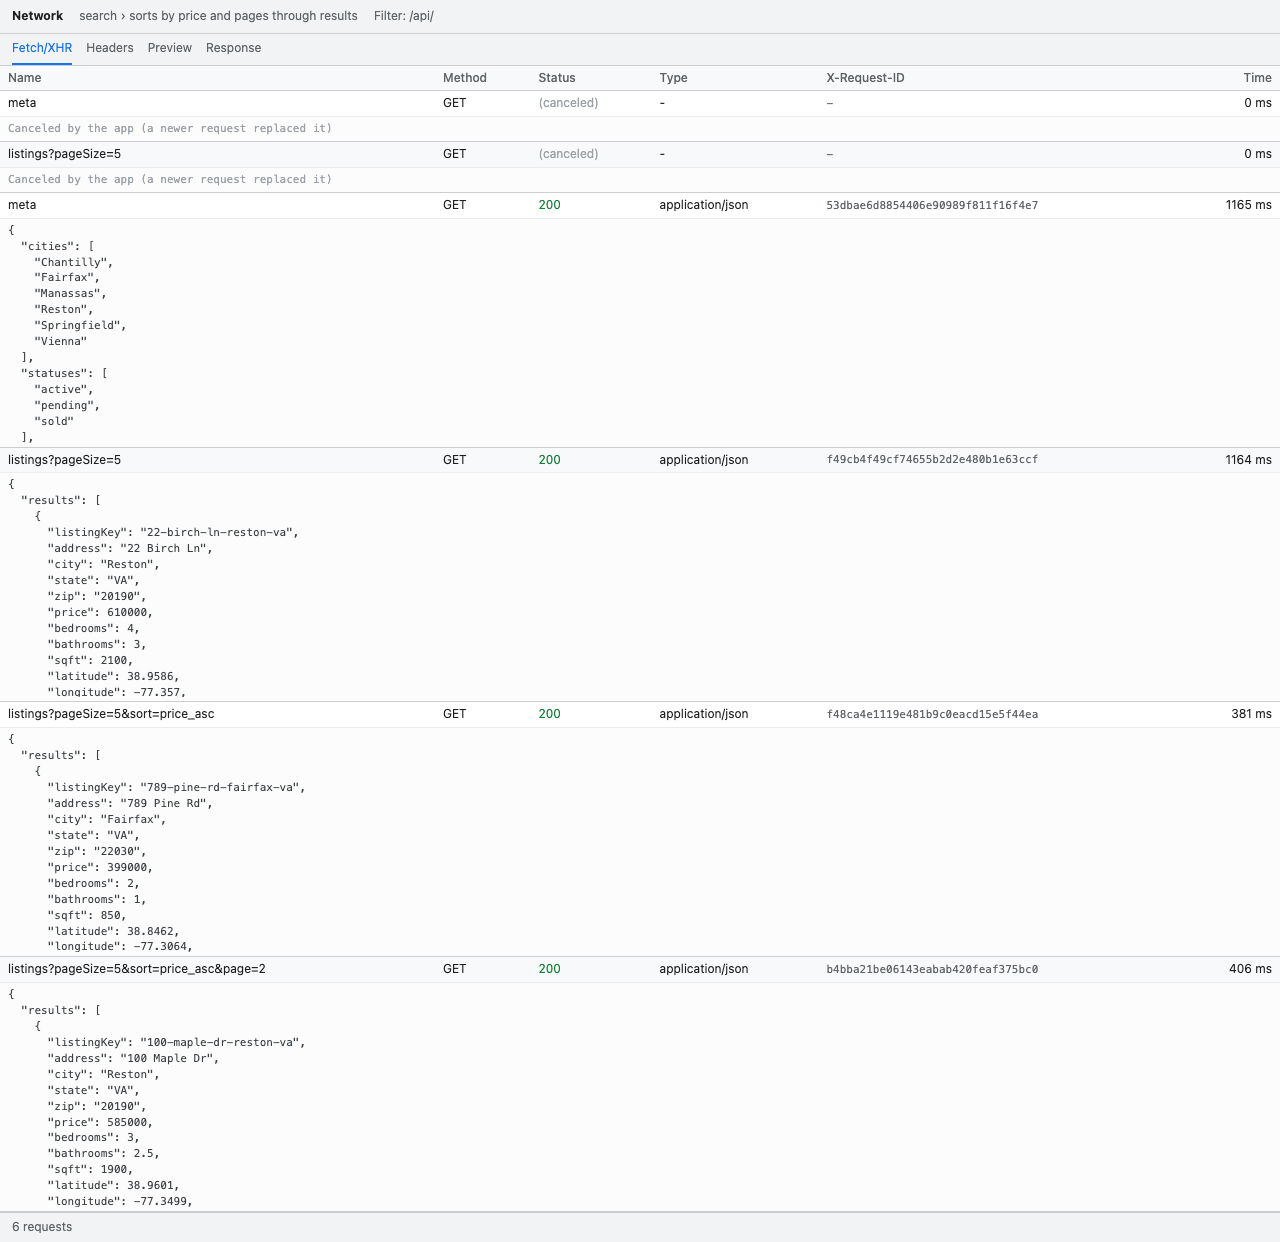 Network search › sorts by price and pages through results Filter: /api/
Fetch/XHR Headers Preview Response
Name Method Status Type X-Request-ID Time
meta GET (canceled) - – 0 ms
Canceled by the app (a newer request replaced it)
listings?pageSize=5 GET (canceled) - – 0 ms
Canceled by the app (a newer request replaced it)
meta GET 200 application/json 53dbae6d8854406e90989f811f16f4e7 1165 ms
{
  "cities": [
    "Chantilly",
    "Fairfax",
    "Manassas",
    "Reston",
    "Springfield",
    "Vienna"
  ],
  "statuses": [
    "active",
    "pending",
    "sold"
  ],
listings?pageSize=5 GET 200 application/json f49cb4f49cf74655b2d2e480b1e63ccf 1164 ms
{
  "results": [
    {
      "listingKey": "22-birch-ln-reston-va",
      "address": "22 Birch Ln",
      "city": "Reston",
      "state": "VA",
      "zip": "20190",
      "price": 610000,
      "bedrooms": 4,
      "bathrooms": 3,
      "sqft": 2100,
      "latitude": 38.9586,
      "longitude": -77.357,
listings?pageSize=5&sort=price_asc GET 200 application/json f48ca4e1119e481b9c0eacd15e5f44ea 381 ms
{
  "results": [
    {
      "listingKey": "789-pine-rd-fairfax-va",
      "address": "789 Pine Rd",
      "city": "Fairfax",
      "state": "VA",
      "zip": "22030",
      "price": 399000,
      "bedrooms": 2,
      "bathrooms": 1,
      "sqft": 850,
      "latitude": 38.8462,
      "longitude": -77.3064,
listings?pageSize=5&sort=price_asc&page=2 GET 200 application/json b4bba21be06143eabab420feaf375bc0 406 ms
{
  "results": [
    {
      "listingKey": "100-maple-dr-reston-va",
      "address": "100 Maple Dr",
      "city": "Reston",
      "state": "VA",
      "zip": "20190",
      "price": 585000,
      "bedrooms": 3,
      "bathrooms": 2.5,
      "sqft": 1900,
      "latitude": 38.9601,
      "longitude": -77.3499,
6 requests